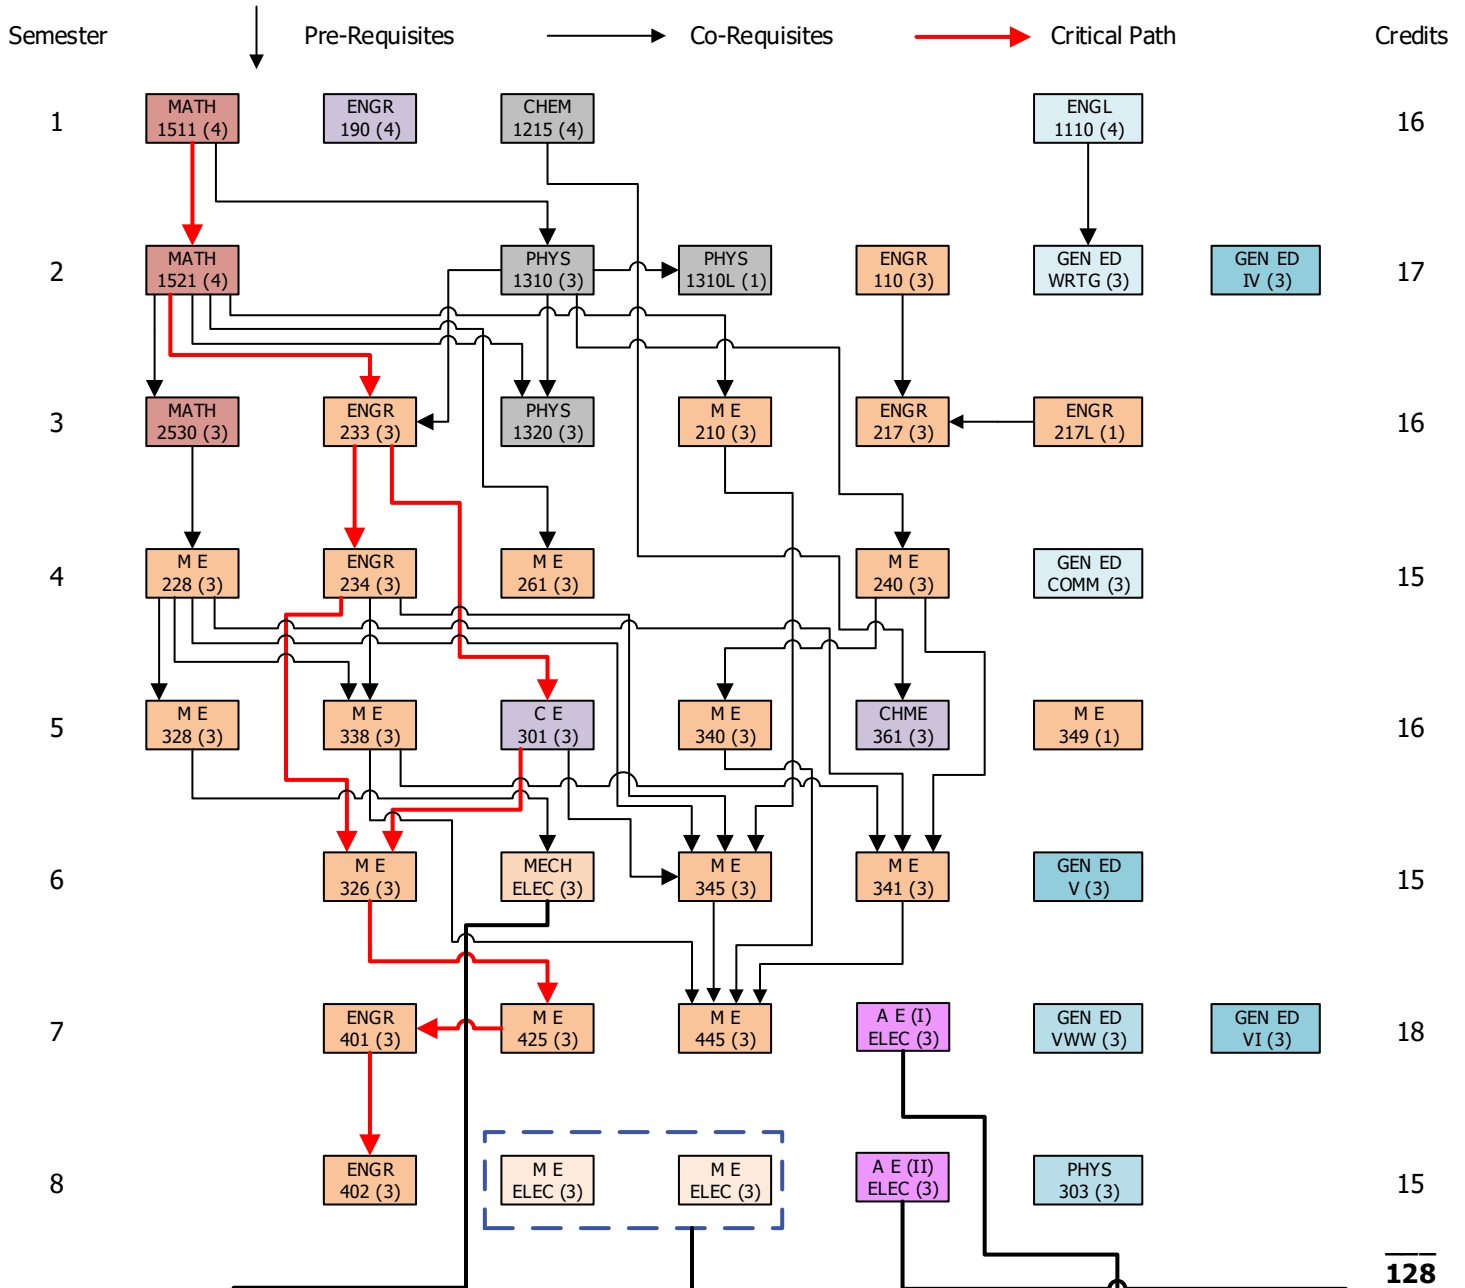 Semester Pre-Requisites Co-Requisites Critical Path Credits
1
MATH
1511 (4)
ENGR
190 (4)
CHEM
1215 (4)
ENGL
1110 (4)
16
2
MATH
1521 (4)
PHYS
1310 (3)
PHYS
1310L (1)
ENGR
110 (3)
GEN ED
WRTG (3)
GEN ED
IV (3)
17
3
MATH
2530 (3)
ENGR
233 (3)
PHYS
1320 (3)
M E
210 (3)
ENGR
217 (3)
ENGR
217L (1)
16
4
M E
228 (3)
ENGR
234 (3)
M E
261 (3)
M E
240 (3)
GEN ED
COMM (3)
15
5
M E
328 (3)
M E
338 (3)
C E
301 (3)
M E
340 (3)
CHME
361 (3)
M E
349 (1)
16
6
M E
326 (3)
MECH
ELEC (3)
M E
345 (3)
M E
341 (3)
GEN ED
V (3)
15
7
ENGR
401 (3)
M E
425 (3)
M E
445 (3)
A E (I)
ELEC (3)
GEN ED
VWW (3)
GEN ED
VI (3)
18
8
ENGR
402 (3)
M E
ELEC (3)
M E
ELEC (3)
A E (II)
ELEC (3)
PHYS
303 (3)
15
128